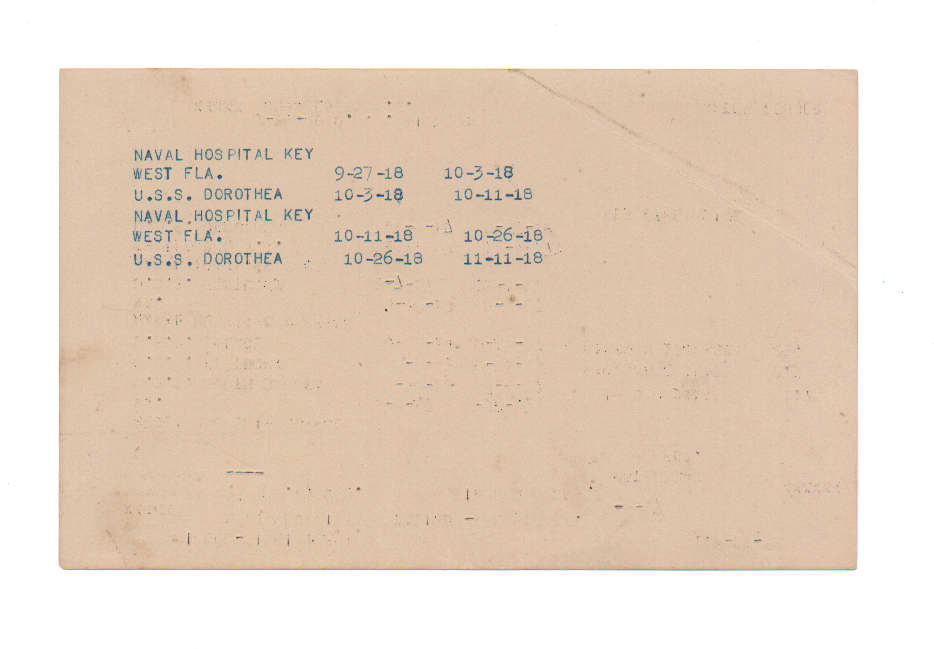 NAVAL HOSPITAL KEY
WEST FLA. 9-27-18 10-3-18
U.S.S. DOROTHEA 10-3-18 10-11-18
NAVAL HOSPITAL KEY
WEST FLA. 10-11-18 10-26-18
U.S.S. DOROTHEA 10-26-18 11-11-18